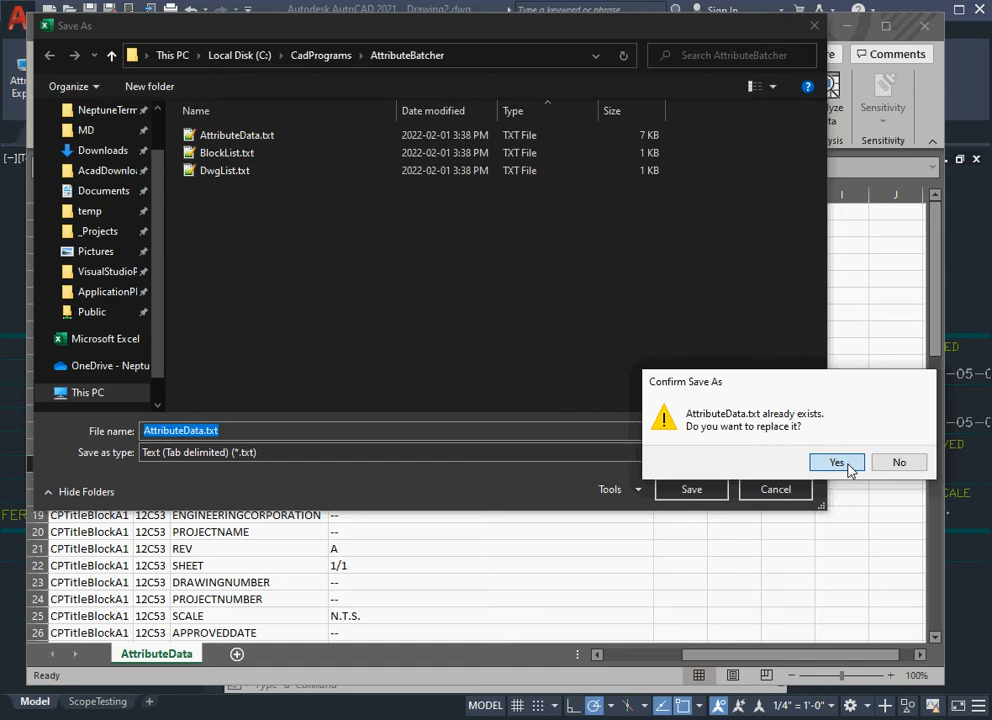 Autodesk AutoCAD 2021 Drawing2.dwg
Type a keyword or phrase
Sign In
Save As
Comments
This PC > Local Disk (C:) > CadPrograms > AttributeBatcher
Search AttributeBatcher
Organize
New folder
Sensitivity
Sensitivity
Name
Date modified
Type
Size
NeptuneTerm
MD
Downloads
AcadDownloa
Documents
temp
_Projects
Pictures
VisualStudioP
ApplicationPl
Public
Microsoft Excel
OneDrive - Neptu
This PC
AttributeData.txt 2022-02-01 3:38 PM TXT File 7 KB
BlockList.txt 2022-02-01 3:38 PM TXT File 1 KB
DwgList.txt 2022-02-01 3:38 PM TXT File 1 KB
I J
Confirm Save As
AttributeData.txt already exists.
Do you want to replace it?
Yes
No
File name: AttributeData.txt
Save as type: Text (Tab delimited) (*.txt)
Hide Folders
Tools
Save
Cancel
19 CPTitleBlockA1 12C53 ENGINEERINGCORPORATION --
20 CPTitleBlockA1 12C53 PROJECTNAME --
21 CPTitleBlockA1 12C53 REV A
22 CPTitleBlockA1 12C53 SHEET 1/1
23 CPTitleBlockA1 12C53 DRAWINGNUMBER --
24 CPTitleBlockA1 12C53 PROJECTNUMBER --
25 CPTitleBlockA1 12C53 SCALE N.T.S.
26 CPTitleBlockA1 12C53 APPROVEDDATE --
AttributeData
Ready
100%
Type a command
Model
ScopeTesting
MODEL
1/4" = 1'-0"